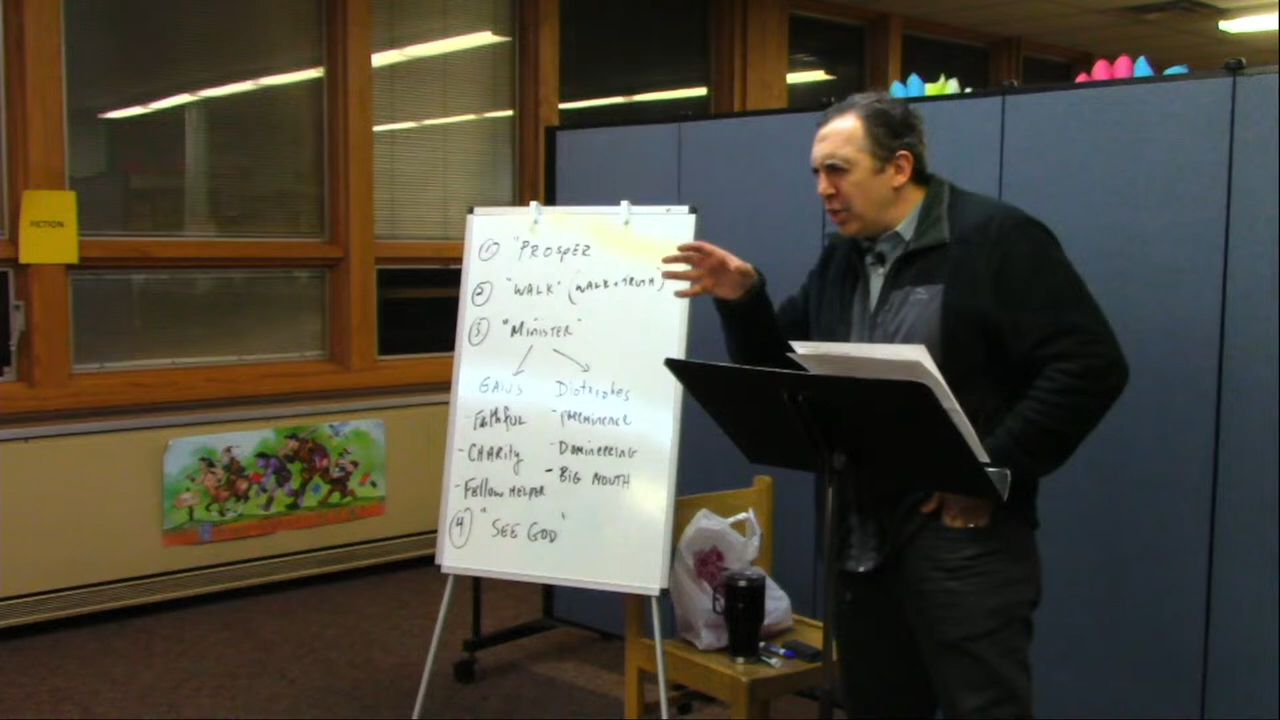 FICTION
① "PROSPER
② "WALK" (WALK + TRUTH)
③ "MINISTER"
GAIUS Diotrephes
- Faithful - PREEMINENCE
- CHARITY - DOMINEERING
- Fellow HELPER - BIG MOUTH
④ "SEE GOD"